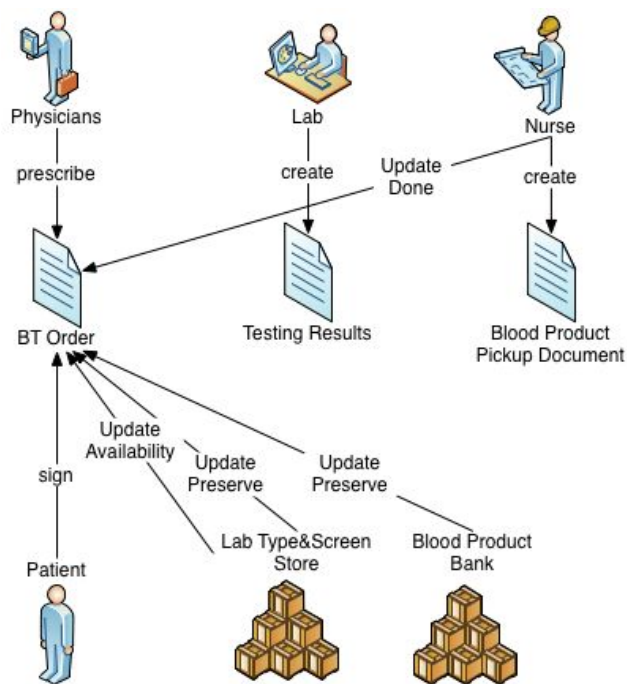 Physicians
Lab
Nurse
prescribe
create
Update
Done
create
BT Order
Testing Results
Blood Product
Pickup Document
Update
Availability
Update
Preserve
Update
Preserve
sign
Lab Type&Screen
Store
Blood Product
Bank
Patient